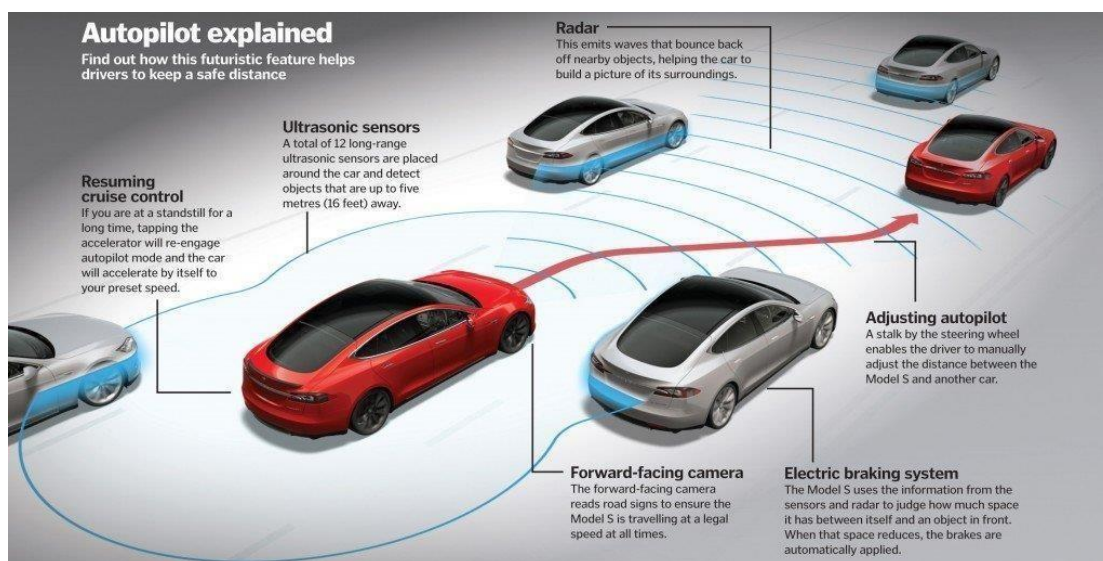 Autopilot explained
Find out how this futuristic feature helps
drivers to keep a safe distance
Radar
This emits waves that bounce back
off nearby objects, helping the car to
build a picture of its surroundings.
Ultrasonic sensors
A total of 12 long-range
ultrasonic sensors are placed
around the car and detect
objects that are up to five
metres (16 feet) away.
Resuming
cruise control
If you are at a standstill for a
long time, tapping the
accelerator will re-engage
autopilot mode and the car
will accelerate by itself to
your preset speed.
Adjusting autopilot
A stalk by the steering wheel
enables the driver to manually
adjust the distance between the
Model S and another car.
Forward-facing camera
The forward-facing camera
reads road signs to ensure the
Model S is travelling at a legal
speed at all times.
Electric braking system
The Model S uses the information from the
sensors and radar to judge how much space
it has between itself and an object in front.
When that space reduces, the brakes are
automatically applied.